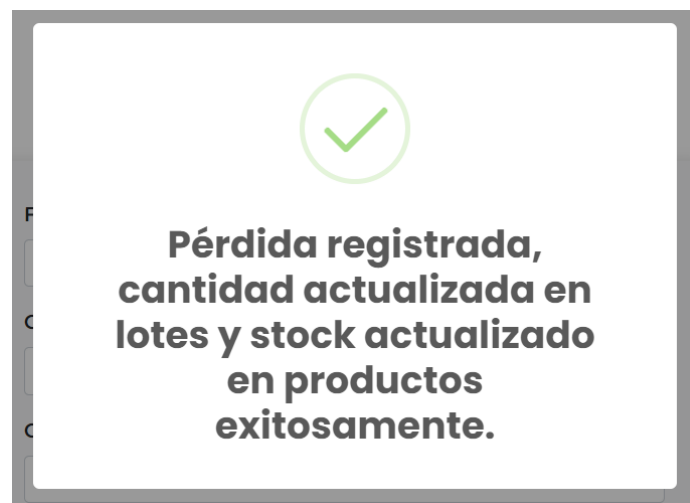 Pérdida registrada,
cantidad actualizada en
lotes y stock actualizado
en productos
exitosamente.